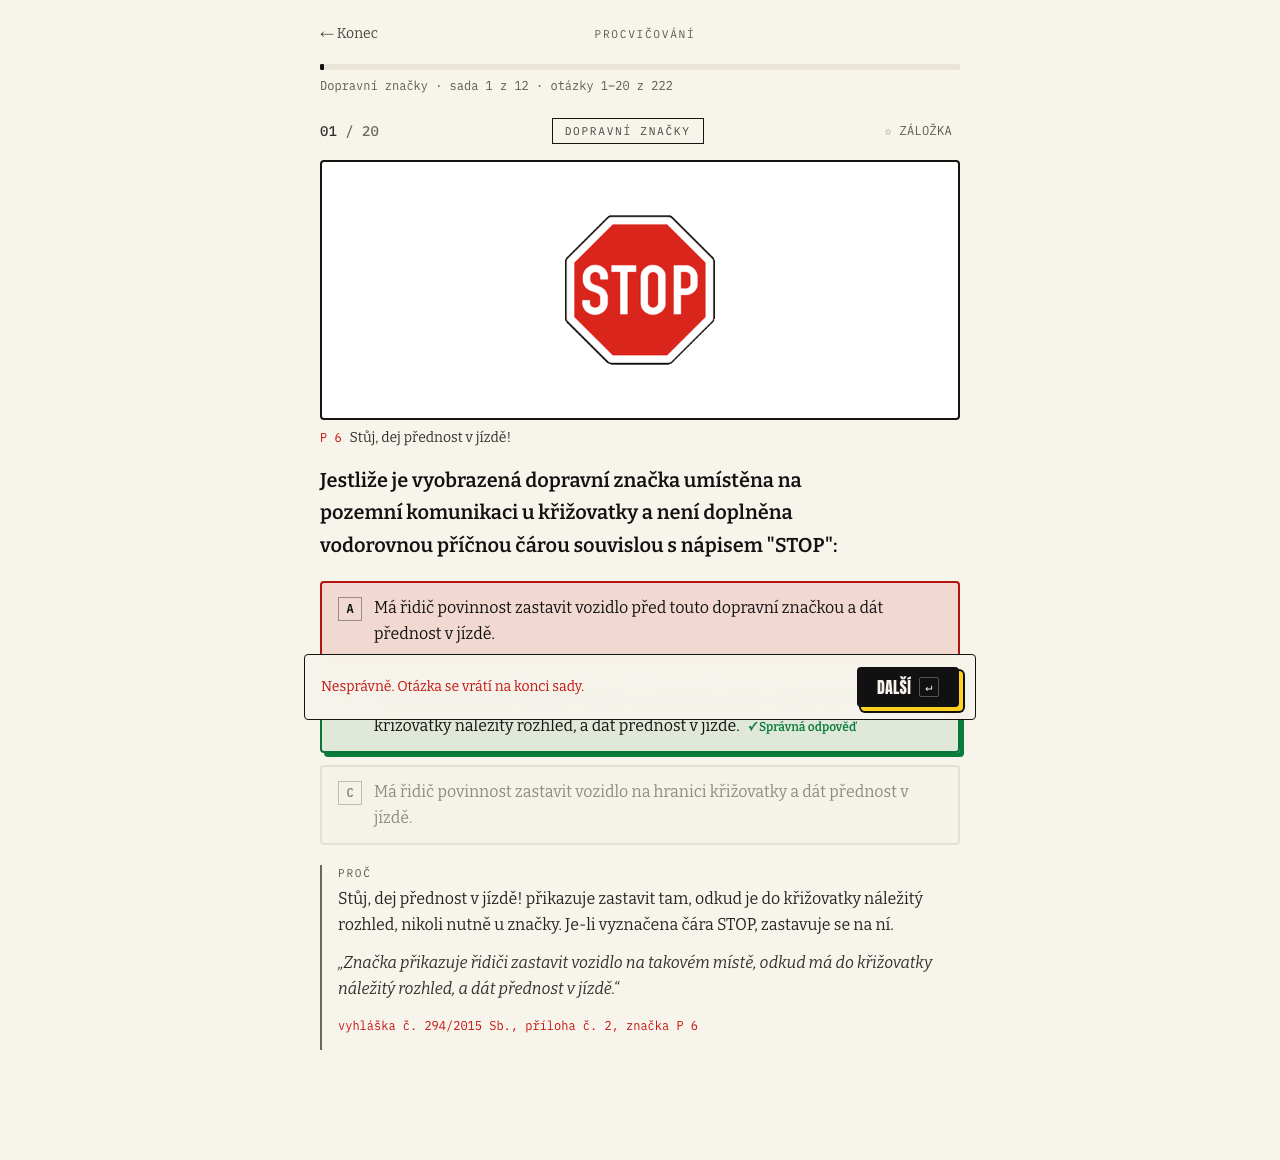 ← Konec
PROCVIČOVÁNÍ
Dopravní značky · sada 1 z 12 · otázky 1–20 z 222
01 / 20
DOPRAVNÍ ZNAČKY
☆ ZÁLOŽKA
STOP
P 6 Stůj, dej přednost v jízdě!
Jestliže je vyobrazená dopravní značka umístěna na
pozemní komunikaci u křižovatky a není doplněna
vodorovnou příčnou čárou souvislou s nápisem "STOP":
A Má řidič povinnost zastavit vozidlo před touto dopravní značkou a dát
přednost v jízdě.
Nesprávně. Otázka se vrátí na konci sady.
DALŠÍ ↵
křižovatky náležitý rozhled, a dát přednost v jízdě. ✓ Správná odpověď
C Má řidič povinnost zastavit vozidlo na hranici křižovatky a dát přednost v
jízdě.
PROČ
Stůj, dej přednost v jízdě! přikazuje zastavit tam, odkud je do křižovatky náležitý
rozhled, nikoli nutně u značky. Je-li vyznačena čára STOP, zastavuje se na ní.
„Značka přikazuje řidiči zastavit vozidlo na takovém místě, odkud má do křižovatky
náležitý rozhled, a dát přednost v jízdě.“
vyhláška č. 294/2015 Sb., příloha č. 2, značka P 6